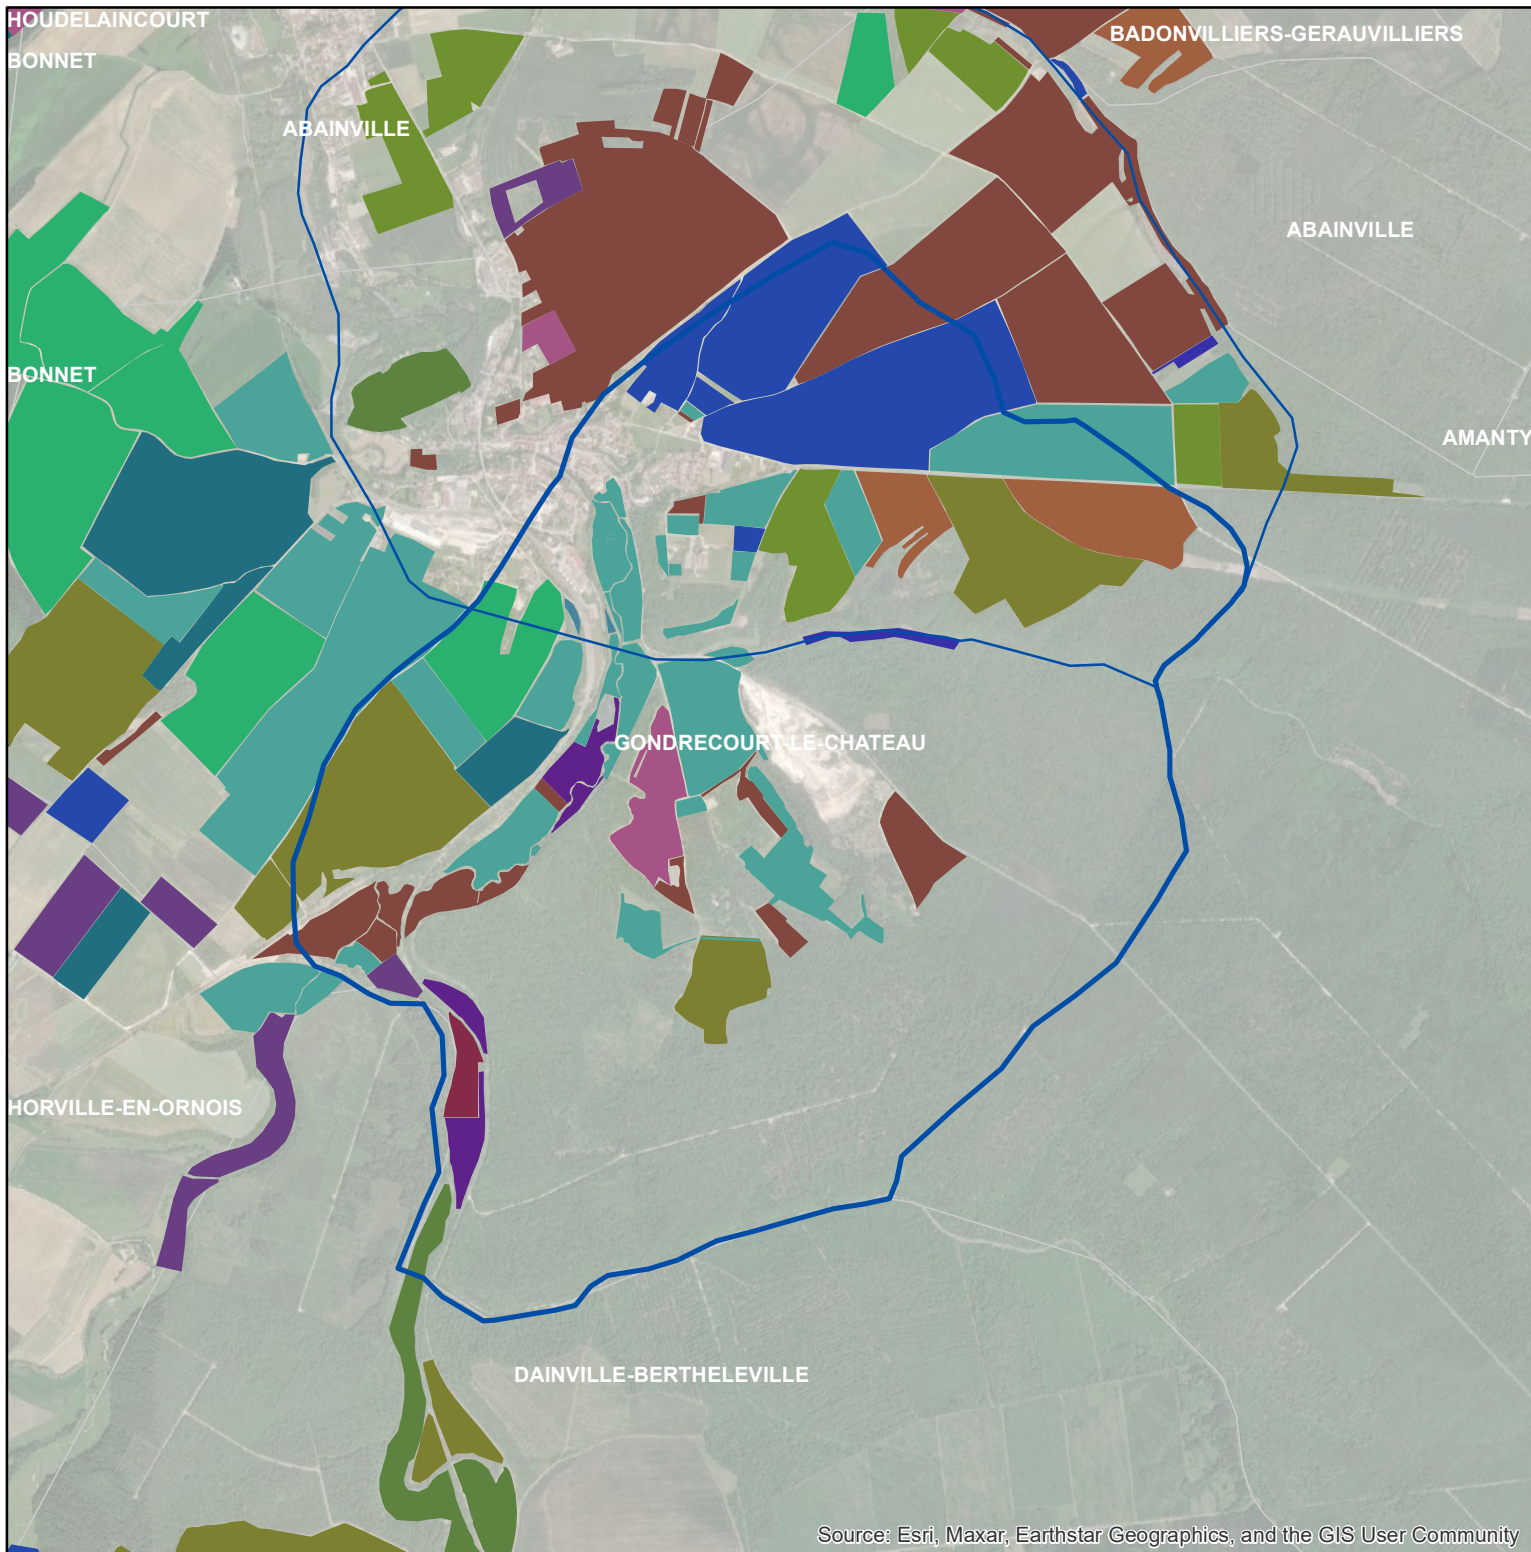 HOUDELAINCOURT
BADONVILLIERS-GERAUVILLIERS
BONNET
ABAINVILLE
ABAINVILLE
BONNET
AMANTY
GONDRECOURT-LE-CHATEAU
HORVILLE-EN-ORNOIS
DAINVILLE-BERTHELEVILLE
Source: Esri, Maxar, Earthstar Geographics, and the GIS User Community